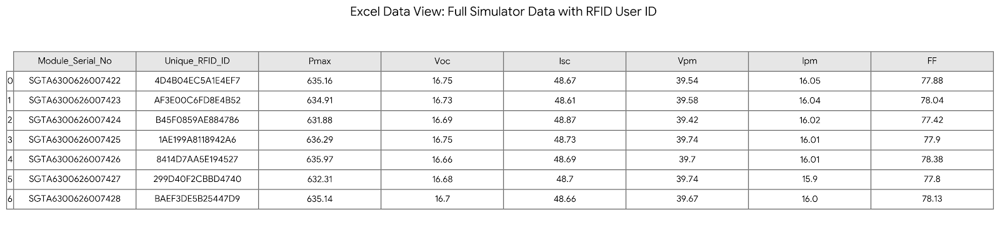 Excel Data View: Full Simulator Data with RFID User ID
Module_Serial_No Unique_RFID_ID Pmax Voc Isc Vpm Ipm FF
0 SGTA6300626007422 4D4B04EC5A1E4EF7 635.16 16.75 48.67 39.54 16.05 77.88
1 SGTA6300626007423 AF3E00C6FD8E4B52 634.91 16.73 48.61 39.58 16.04 78.04
2 SGTA6300626007424 B45F0859AE884786 631.88 16.69 48.87 39.42 16.02 77.42
3 SGTA6300626007425 1AE199A8118942A6 636.29 16.75 48.73 39.74 16.01 77.9
4 SGTA6300626007426 8414D7AA5E194527 635.97 16.66 48.69 39.7 16.01 78.38
5 SGTA6300626007427 299D40F2CBBD4740 632.31 16.68 48.7 39.74 15.9 77.8
6 SGTA6300626007428 BAEF3DE5B25447D9 635.14 16.7 48.66 39.67 16.0 78.13